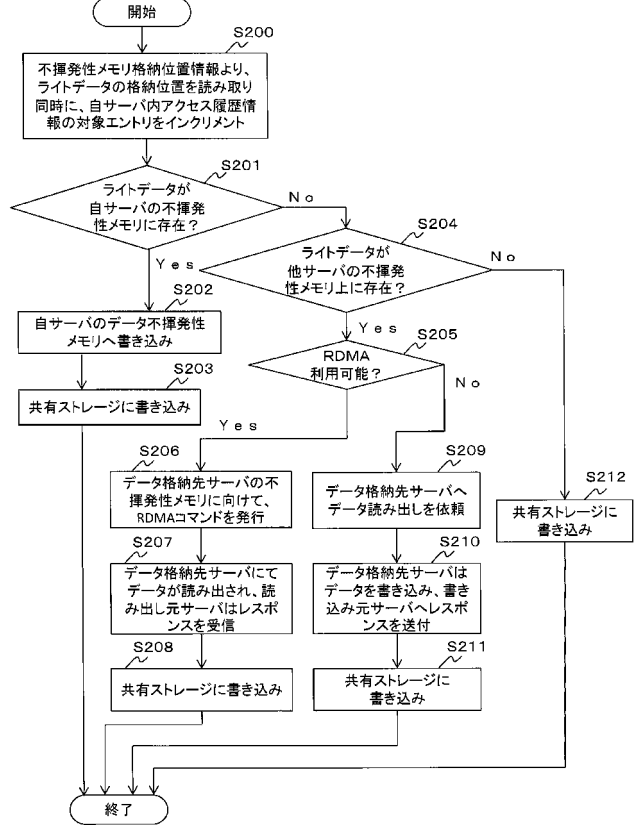 開始
S200
不揮発性メモリ格納位置情報より、
ライトデータの格納位置を読み取り
同時に、自サーバ内アクセス履歴情
報の対象エントリをインクリメント
S201
ライトデータが
自サーバの不揮発
性メモリに存在?
No
Yes
S204
ライトデータが
他サーバの不揮発
性メモリ上に存在?
No
Yes
S202
自サーバのデータ不揮発性
メモリへ書き込み
S203
共有ストレージに書き込み
S205
RDMA
利用可能?
No
Yes
S206
データ格納先サーバの不
揮発性メモリに向けて、
RDMAコマンドを発行
S207
データ格納先サーバにて
データが読み出され、読
み出し元サーバはレスポ
ンスを受信
S208
共有ストレージに書き込み
S209
データ格納先サーバへ
データ読み出しを依頼
S210
データ格納先サーバは
データを書き込み、書き
込み元サーバへレスポ
ンスを送付
S211
共有ストレージに
書き込み
S212
共有ストレージに
書き込み
終了